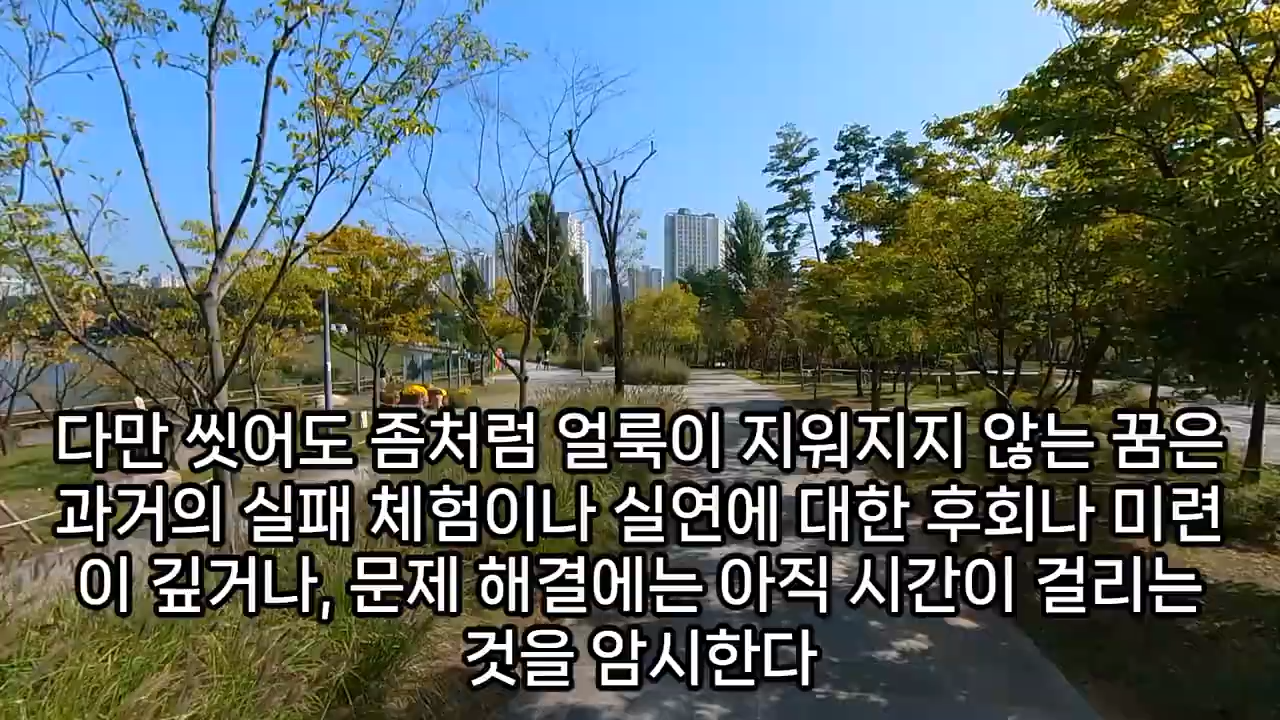 다만 씻어도 좀처럼 얼룩이 지워지지 않는 꿈은
과거의 실패 체험이나 실연에 대한 후회나 미련
이 깊거나, 문제 해결에는 아직 시간이 걸리는
것을 암시한다